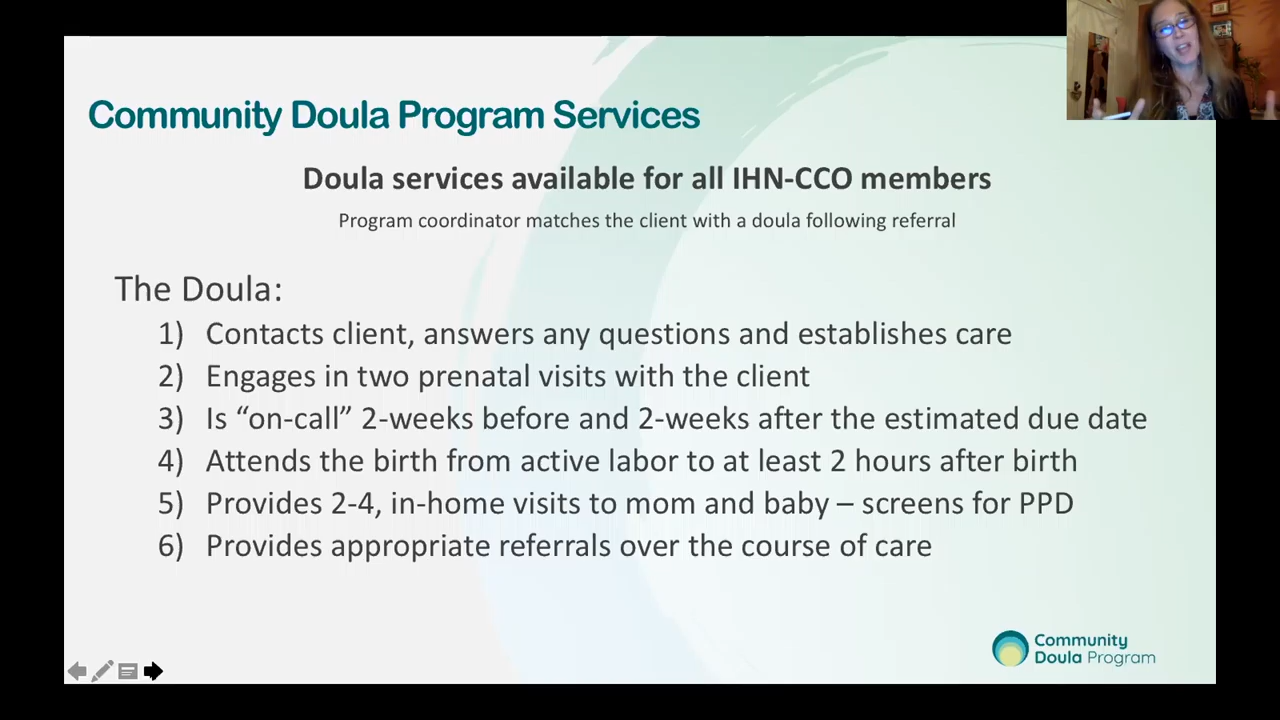 Community Doula Program Services
Doula services available for all IHN-CCO members
Program coordinator matches the client with a doula following referral
The Doula:
1) Contacts client, answers any questions and establishes care
2) Engages in two prenatal visits with the client
3) Is “on-call” 2-weeks before and 2-weeks after the estimated due date
4) Attends the birth from active labor to at least 2 hours after birth
5) Provides 2-4, in-home visits to mom and baby – screens for PPD
6) Provides appropriate referrals over the course of care
Community
Doula Program